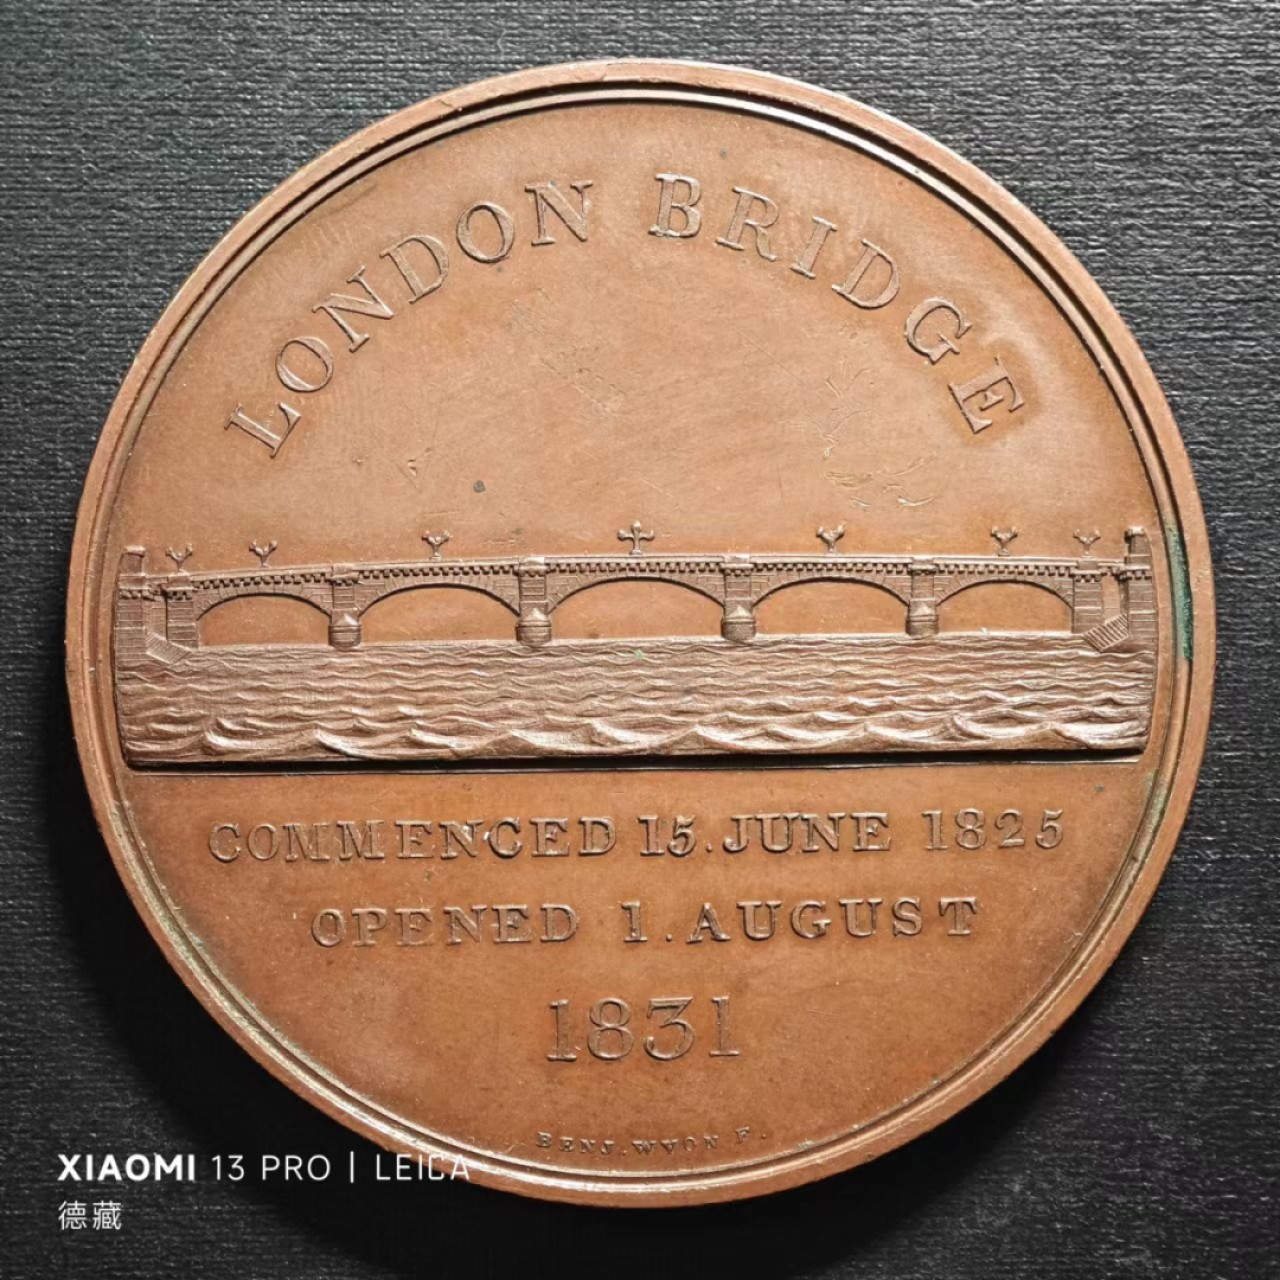 LONDON BRIDGE
COMMENCED 15. JUNE 1825
OPENED 1. AUGUST
1831
BENJ. WYON F.
XIAOMI 13 PRO | LEICA
德藏